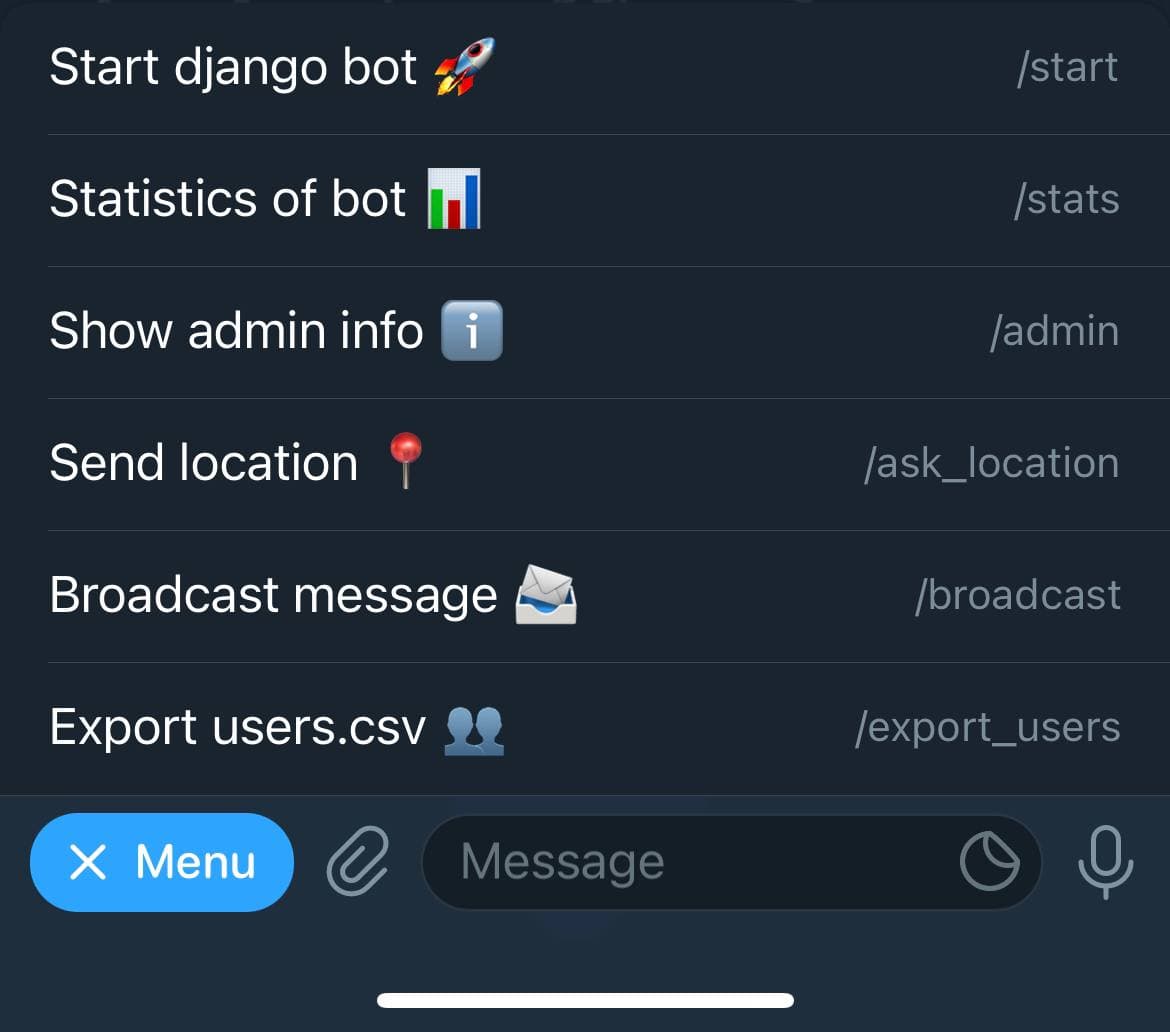 Start django bot 🚀 /start
Statistics of bot 📊 /stats
Show admin info ℹ️ /admin
Send location 📍 /ask_location
Broadcast message 📨 /broadcast
Export users.csv 👥 /export_users
Menu Message